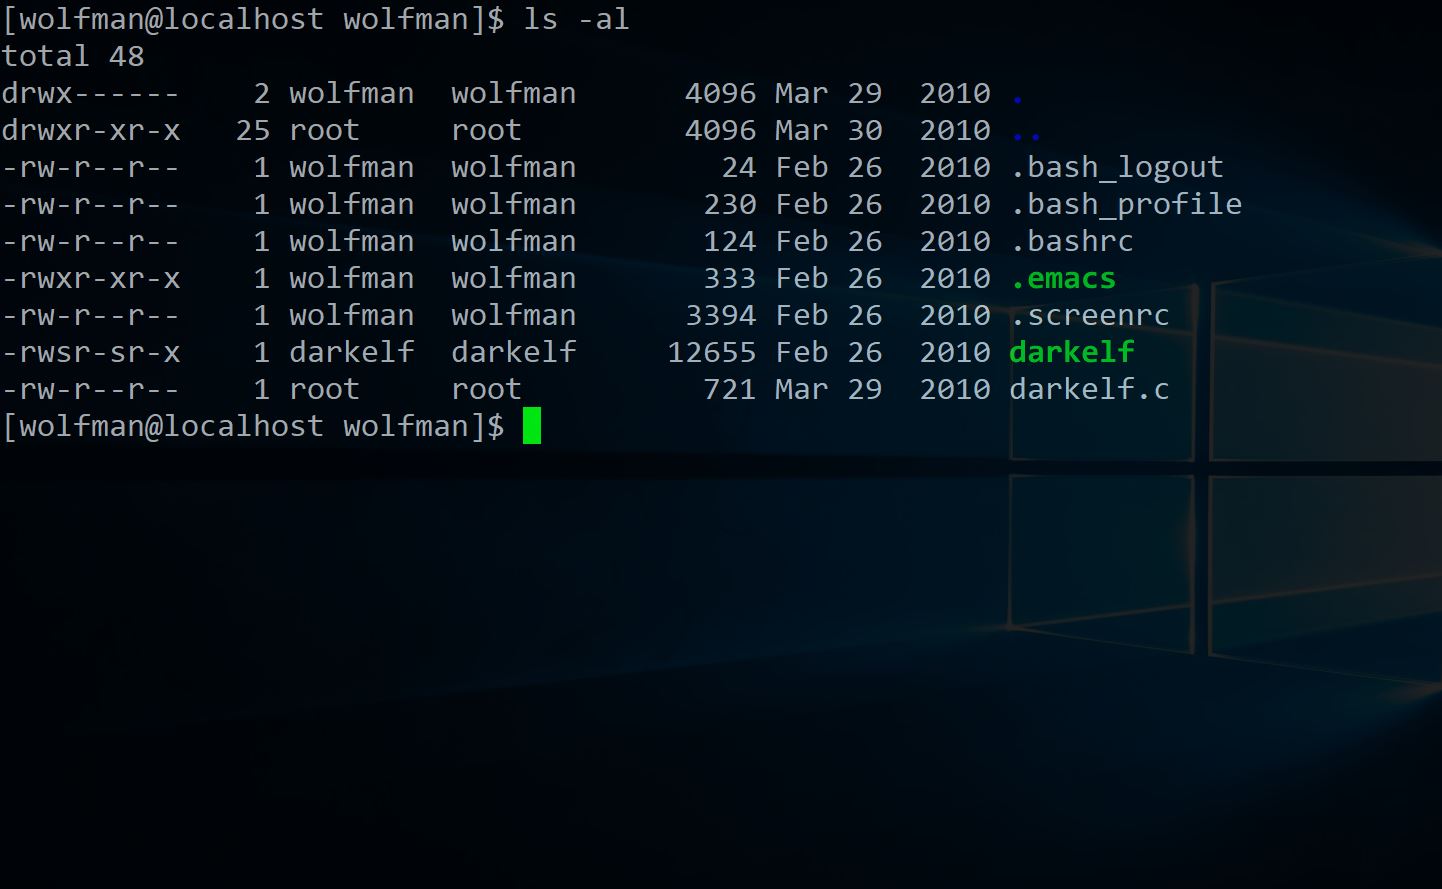 [wolfman@localhost wolfman]$ ls -al
total 48
drwx------    2 wolfman  wolfman      4096 Mar 29  2010 .
drwxr-xr-x   25 root     root         4096 Mar 30  2010 ..
-rw-r--r--    1 wolfman  wolfman        24 Feb 26  2010 .bash_logout
-rw-r--r--    1 wolfman  wolfman       230 Feb 26  2010 .bash_profile
-rw-r--r--    1 wolfman  wolfman       124 Feb 26  2010 .bashrc
-rwxr-xr-x    1 wolfman  wolfman       333 Feb 26  2010 .emacs
-rw-r--r--    1 wolfman  wolfman      3394 Feb 26  2010 .screenrc
-rwsr-sr-x    1 darkelf  darkelf     12655 Feb 26  2010 darkelf
-rw-r--r--    1 root     root          721 Mar 29  2010 darkelf.c
[wolfman@localhost wolfman]$